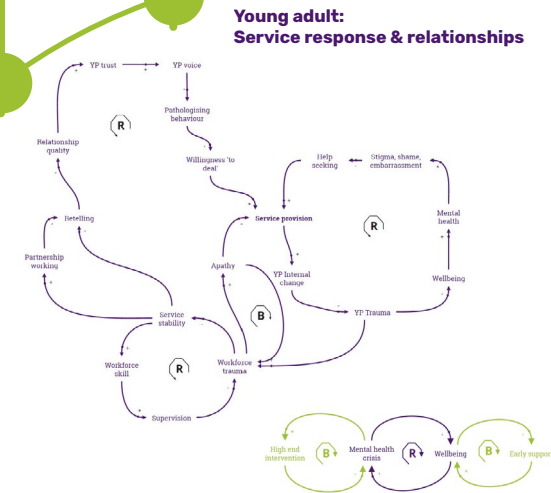 Young adult:
Service response & relationships
YP trust
YP voice
Pathologising
behaviour
R
Relationship
quality
Willingness 'to
deal'
Help
seeking
Stigma, shame,
embarrassment
Retelling
Service provision
R
Mental
health
Partnership
working
Apathy
YP Internal
change
Wellbeing
Service
stability
B
YP Trauma
Workforce
skill
R
Workforce
trauma
Supervision
High end
intervention
B
Mental health
crisis
R
Wellbeing
B
Early suppor